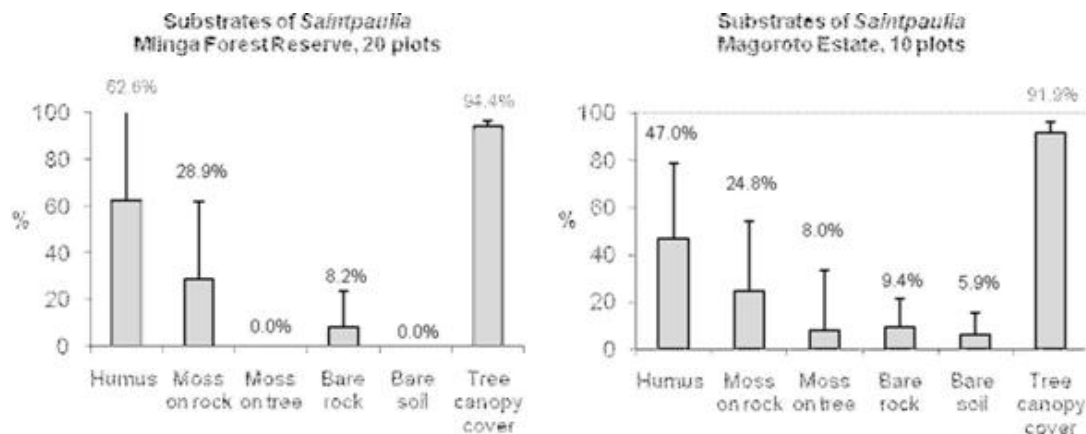 Substrates of Saintpaulia
Mlinga Forest Reserve, 20 plots
62.6%
94.4%
100
28.9%
80
60
%
40
8.2%
20
0.0%
0.0%
0
Humus
Moss
on rock
Moss
on tree
Bare
rock
Bare
soil
Tree
canopy
cover
Substrates of Saintpaulia
Magoroto Estate, 10 plots
91.9%
100
47.0%
80
24.8%
60
8.0%
%
40
9.4%
5.9%
20
0
Humus
Moss
on rock
Moss
on tree
Bare
rock
Bare
soil
Tree
canopy
cover